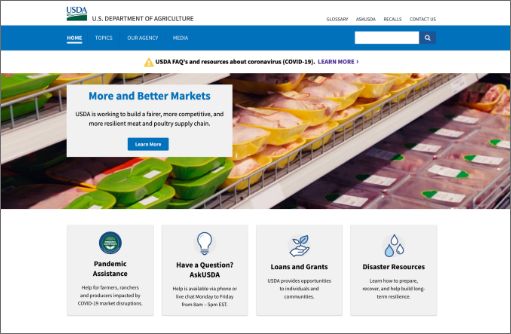 USDA
U.S. DEPARTMENT OF AGRICULTURE
GLOSSARY ASKUSDA RECALLS CONTACT US
HOME TOPICS OUR AGENCY MEDIA
USDA FAQ's and resources about coronavirus (COVID-19). LEARN MORE ›
More and Better Markets
USDA is working to build a fairer, more competitive, and
more resilient meat and poultry supply chain.
Learn More
Pandemic
Assistance
Help for farmers, ranchers
and producers impacted by
COVID-19 market disruptions.
Have a Question?
AskUSDA
Help is available via phone or
live chat Monday to Friday
from 8am – 5pm EST.
Loans and Grants
USDA provides opportunities
to individuals and
communities.
Disaster Resources
Learn how to prepare,
recover, and help build long-
term resilience.